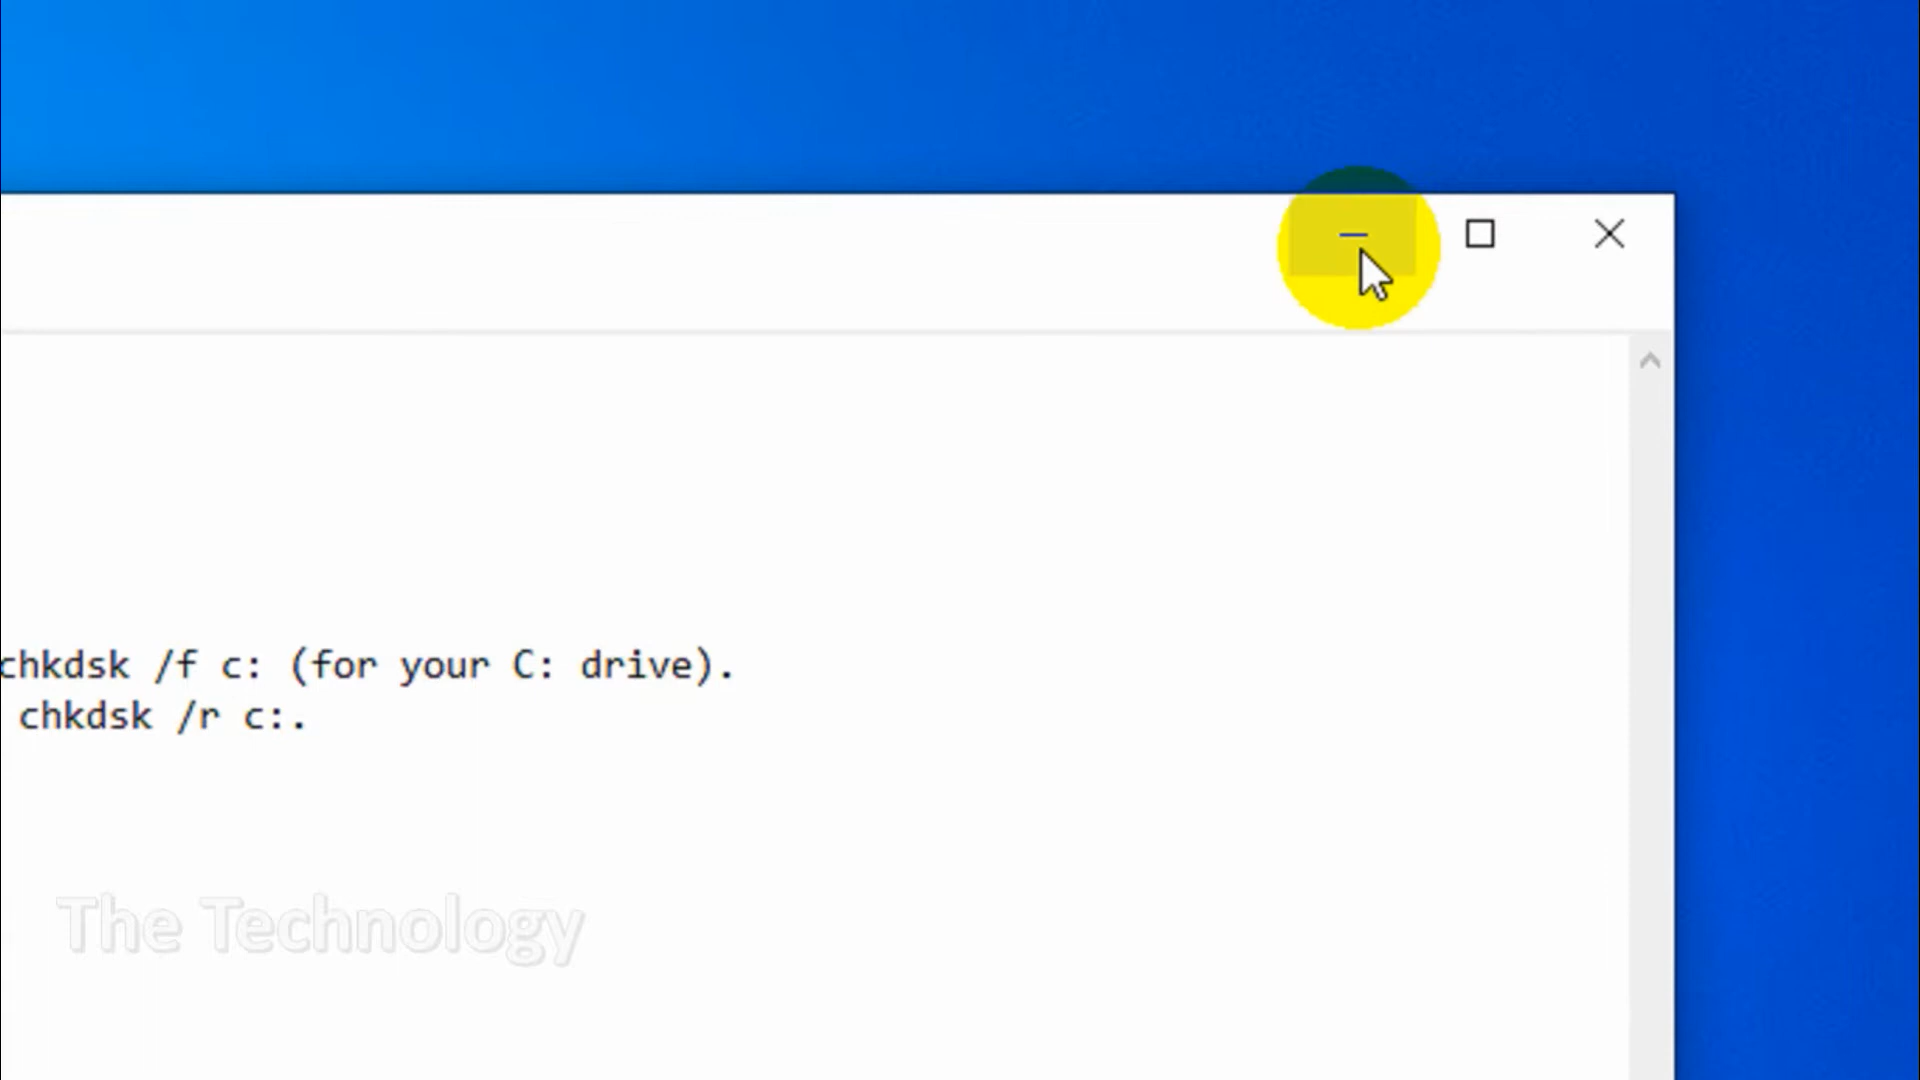 chkdsk /f c: (for your C: drive).
chkdsk /r c:.
The Technology